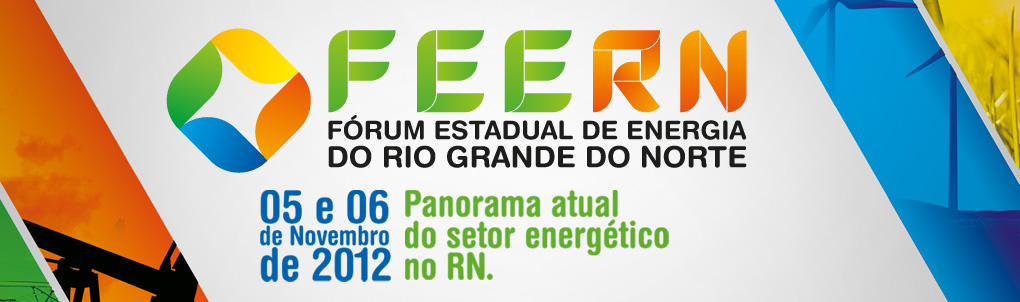 FEERN
FÓRUM ESTADUAL DE ENERGIA
DO RIO GRANDE DO NORTE
05 e 06
de Novembro
de 2012
Panorama atual
do setor energético
no RN.